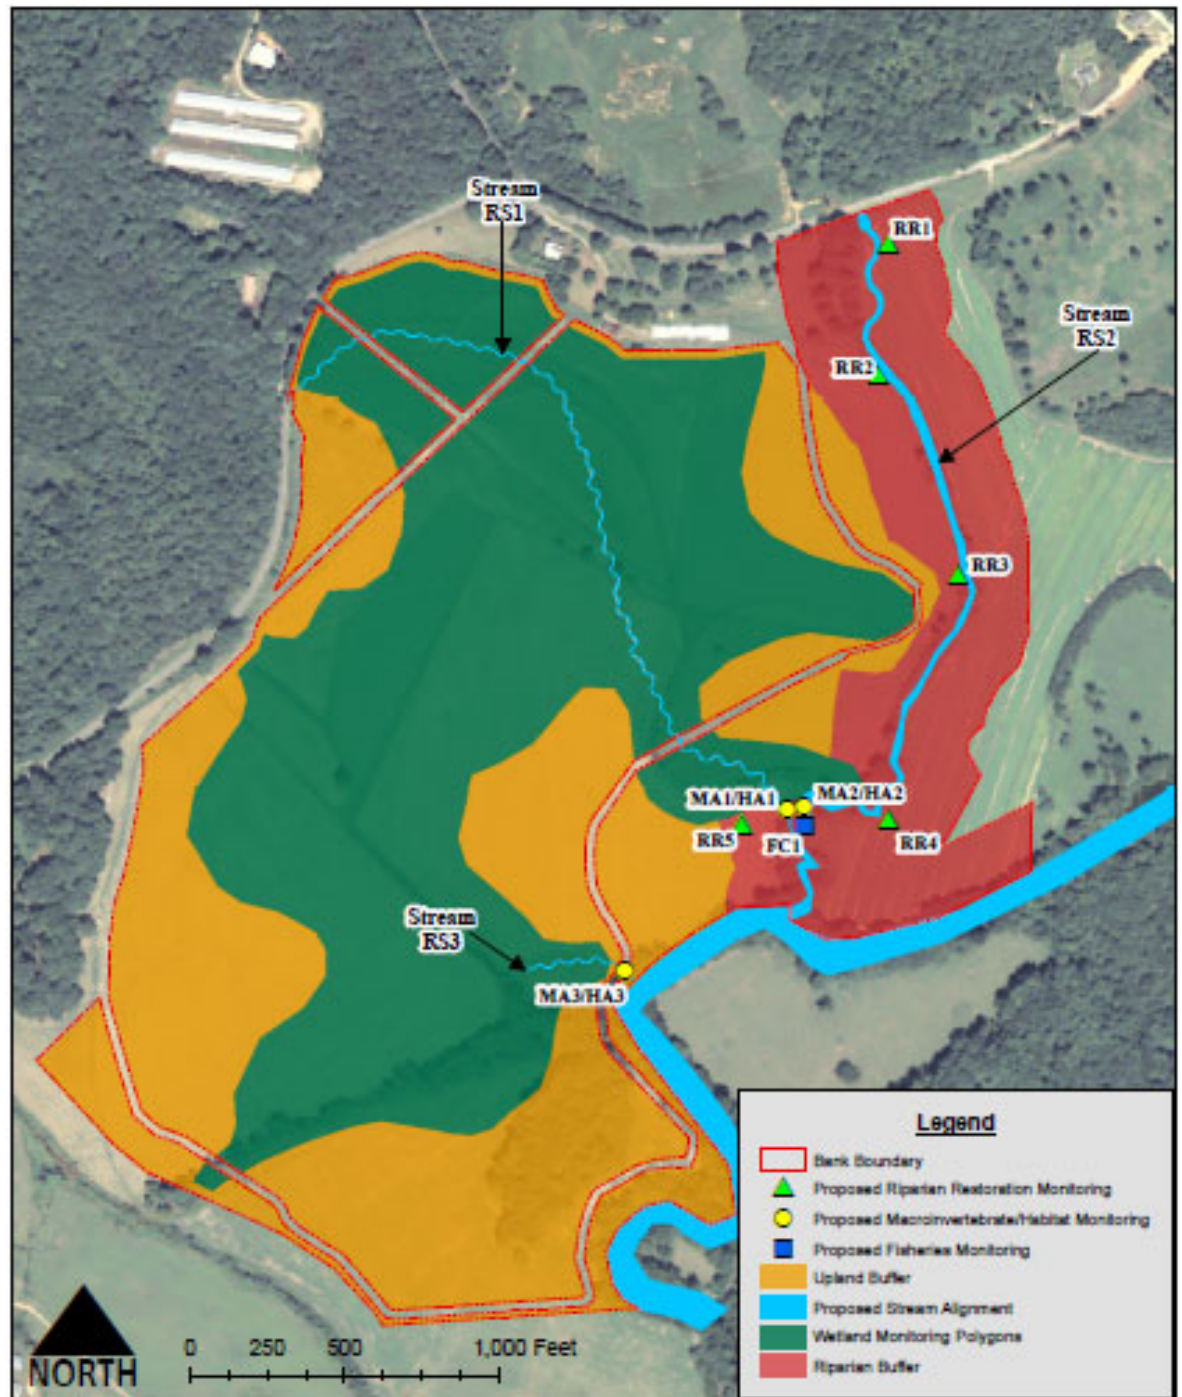 Stream
RS1
RR1
Stream
RS2
RR2
RR3
MA1/HA1
MA2/HA2
RR5
FC1
RR4
Stream
RS3
MA3/HA3
Legend
Bank Boundary
Proposed Riparian Restoration Monitoring
Proposed Macroinvertebrate/Habitat Monitoring
Proposed Fisheries Monitoring
Upland Buffer
Proposed Stream Alignment
Wetland Monitoring Polygons
Riparian Buffer
NORTH
0 250 500 1,000 Feet